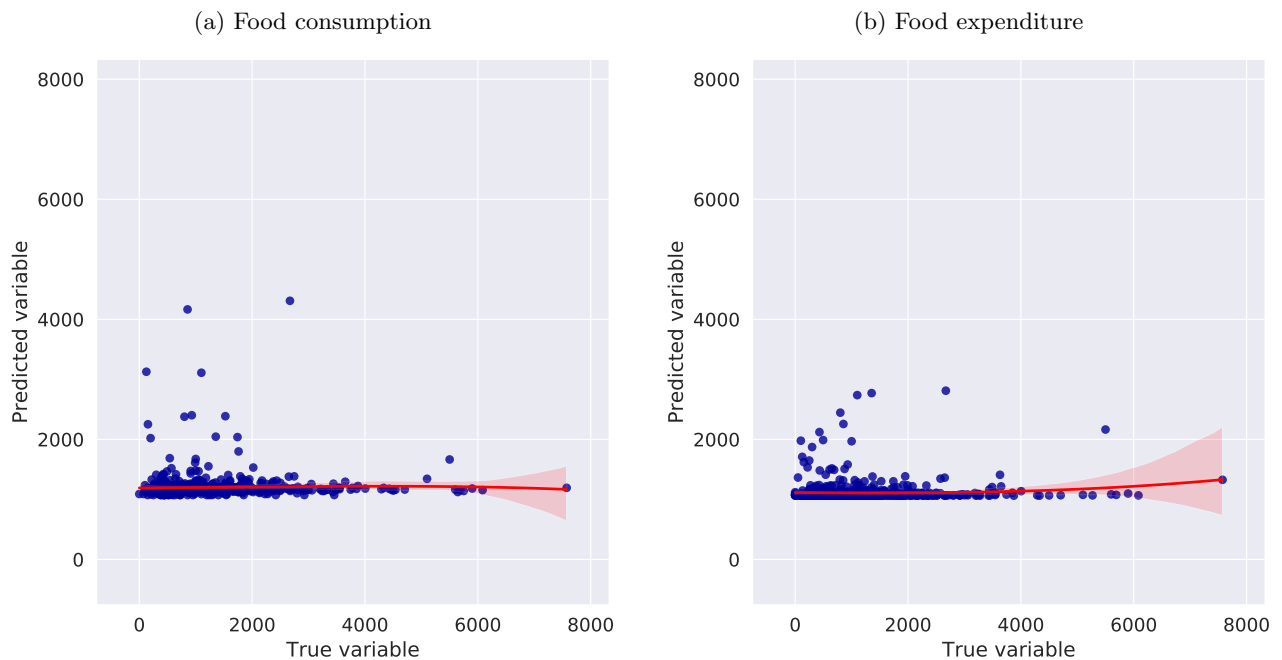 (a) Food consumption
(b) Food expenditure
8000
6000
4000
2000
0
Predicted variable
0 2000 4000 6000 8000
True variable
8000
6000
4000
2000
0
Predicted variable
0 2000 4000 6000 8000
True variable